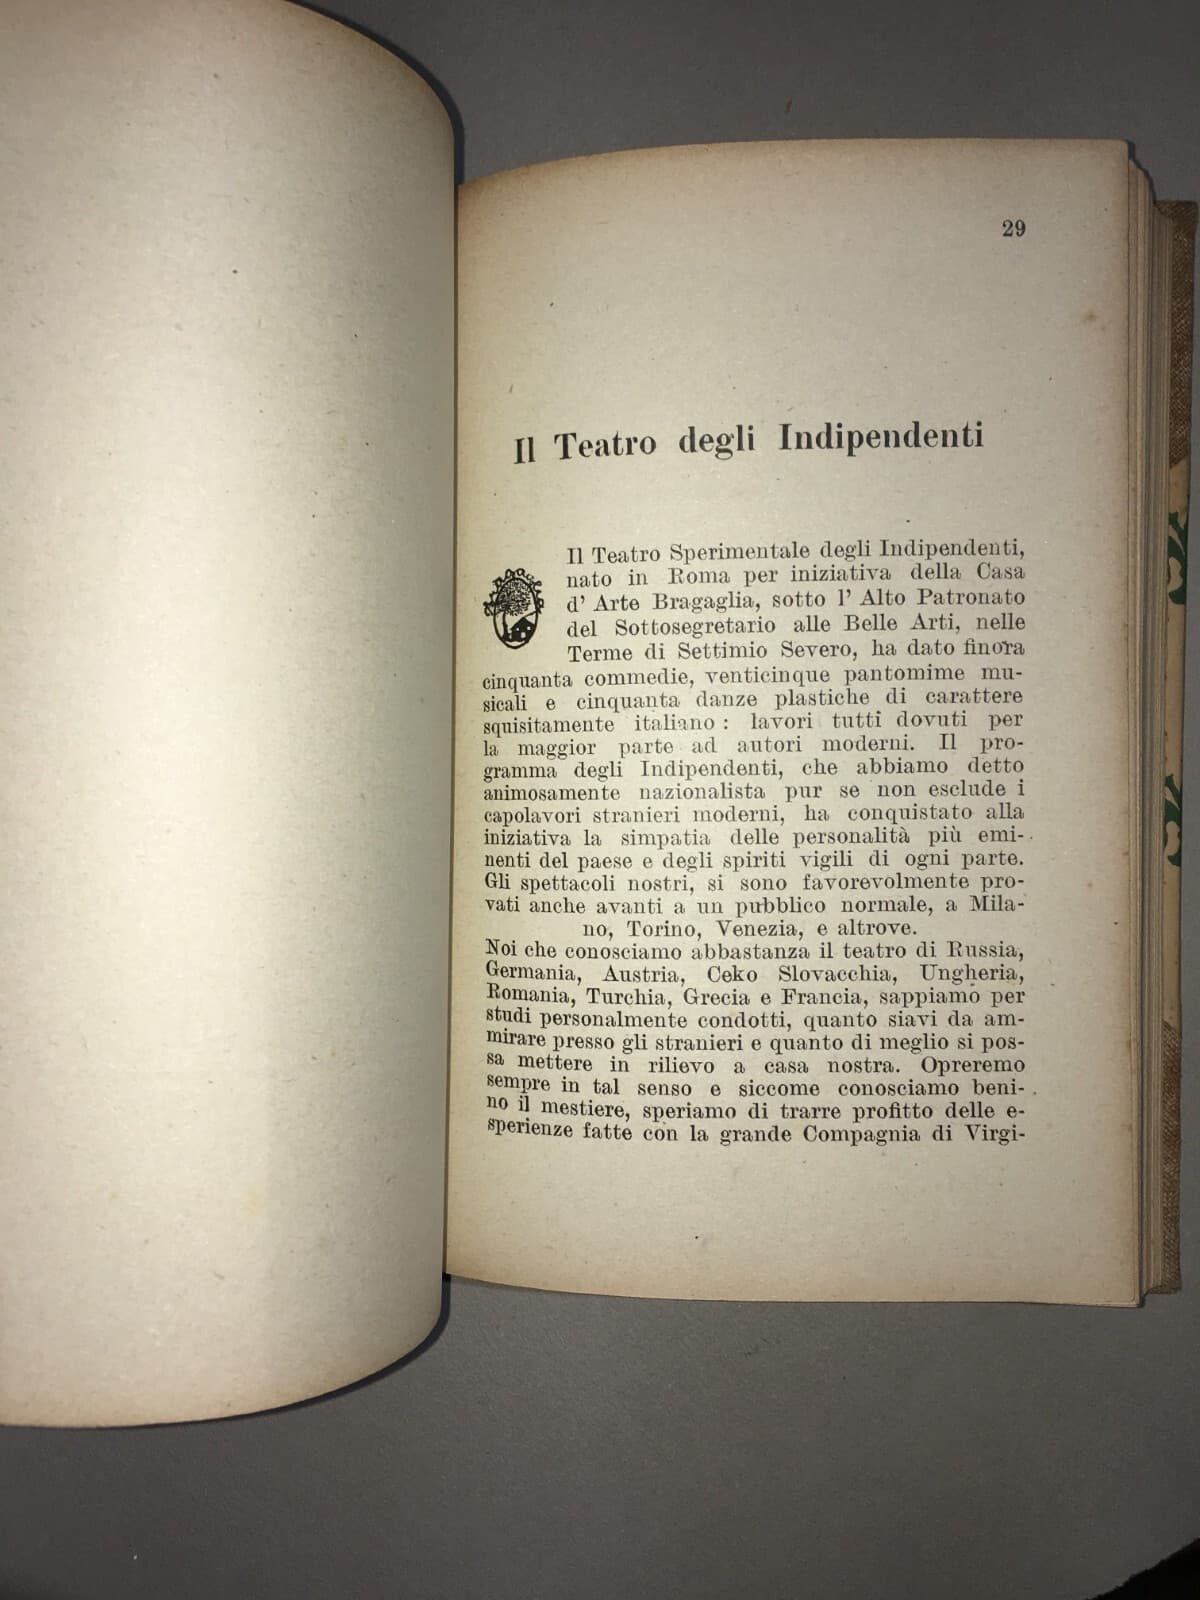 29
Il Teatro degli Indipendenti
Il Teatro Sperimentale degli Indipendenti,
nato in Roma per iniziativa della Casa
d' Arte Bragaglia, sotto l' Alto Patronato
del Sottosegretario alle Belle Arti, nelle
Terme di Settimio Severo, ha dato finora
cinquanta commedie, venticinque pantomime mu-
sicali e cinquanta danze plastiche di carattere
squisitamente italiano : lavori tutti dovuti per
la maggior parte ad autori moderni. Il pro-
gramma degli Indipendenti, che abbiamo detto
animosamente nazionalista pur se non esclude i
capolavori stranieri moderni, ha conquistato alla
iniziativa la simpatia delle personalità più emi-
nenti del paese e degli spiriti vigili di ogni parte.
Gli spettacoli nostri, si sono favorevolmente pro-
vati anche avanti a un pubblico normale, a Mila-
no, Torino, Venezia, e altrove.
Noi che conosciamo abbastanza il teatro di Russia,
Germania, Austria, Ceko Slovacchia, Ungheria,
Romania, Turchia, Grecia e Francia, sappiamo per
studi personalmente condotti, quanto siavi da am-
mirare presso gli stranieri e quanto di meglio si pos-
sa mettere in rilievo a casa nostra. Opreremo
sempre in tal senso e siccome conosciamo beni-
no il mestiere, speriamo di trarre profitto delle e-
sperienze fatte con la grande Compagnia di Virgi-